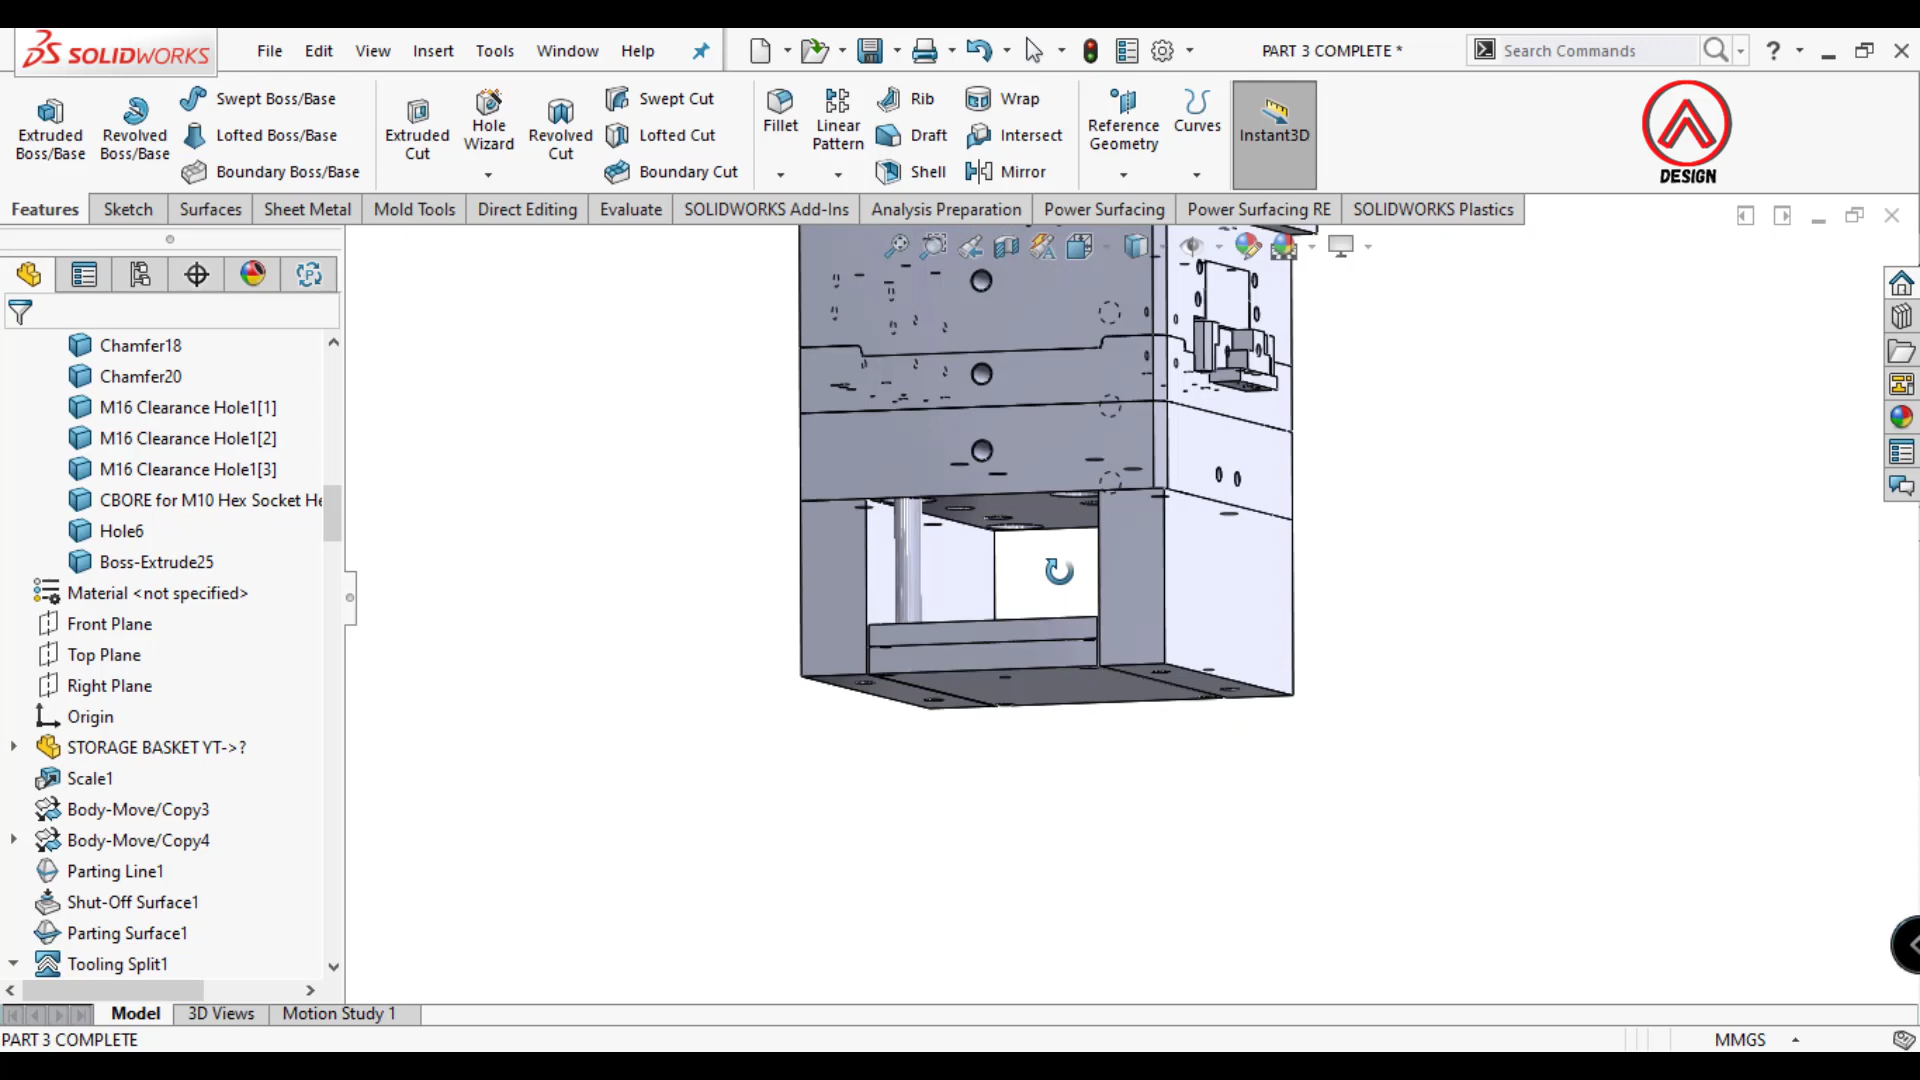 SOLIDWORKS
File Edit View Insert Tools Window Help
PART 3 COMPLETE *
Search Commands
?
Extruded Boss/Base
Revolved Boss/Base
Swept Boss/Base
Lofted Boss/Base
Boundary Boss/Base
Extruded Cut
Hole Wizard
Revolved Cut
Swept Cut
Lofted Cut
Boundary Cut
Fillet
Linear Pattern
Rib
Draft
Shell
Wrap
Intersect
Mirror
Reference Geometry
Curves
Instant3D
DESIGN
Features Sketch Surfaces Sheet Metal Mold Tools Direct Editing Evaluate SOLIDWORKS Add-Ins Analysis Preparation Power Surfacing Power Surfacing RE SOLIDWORKS Plastics
Chamfer18
Chamfer20
M16 Clearance Hole1[1]
M16 Clearance Hole1[2]
M16 Clearance Hole1[3]
CBORE for M10 Hex Socket He
Hole6
Boss-Extrude25
Material <not specified>
Front Plane
Top Plane
Right Plane
Origin
STORAGE BASKET YT->?
Scale1
Body-Move/Copy3
Body-Move/Copy4
Parting Line1
Shut-Off Surface1
Parting Surface1
Tooling Split1
Model 3D Views Motion Study 1
PART 3 COMPLETE
MMGS